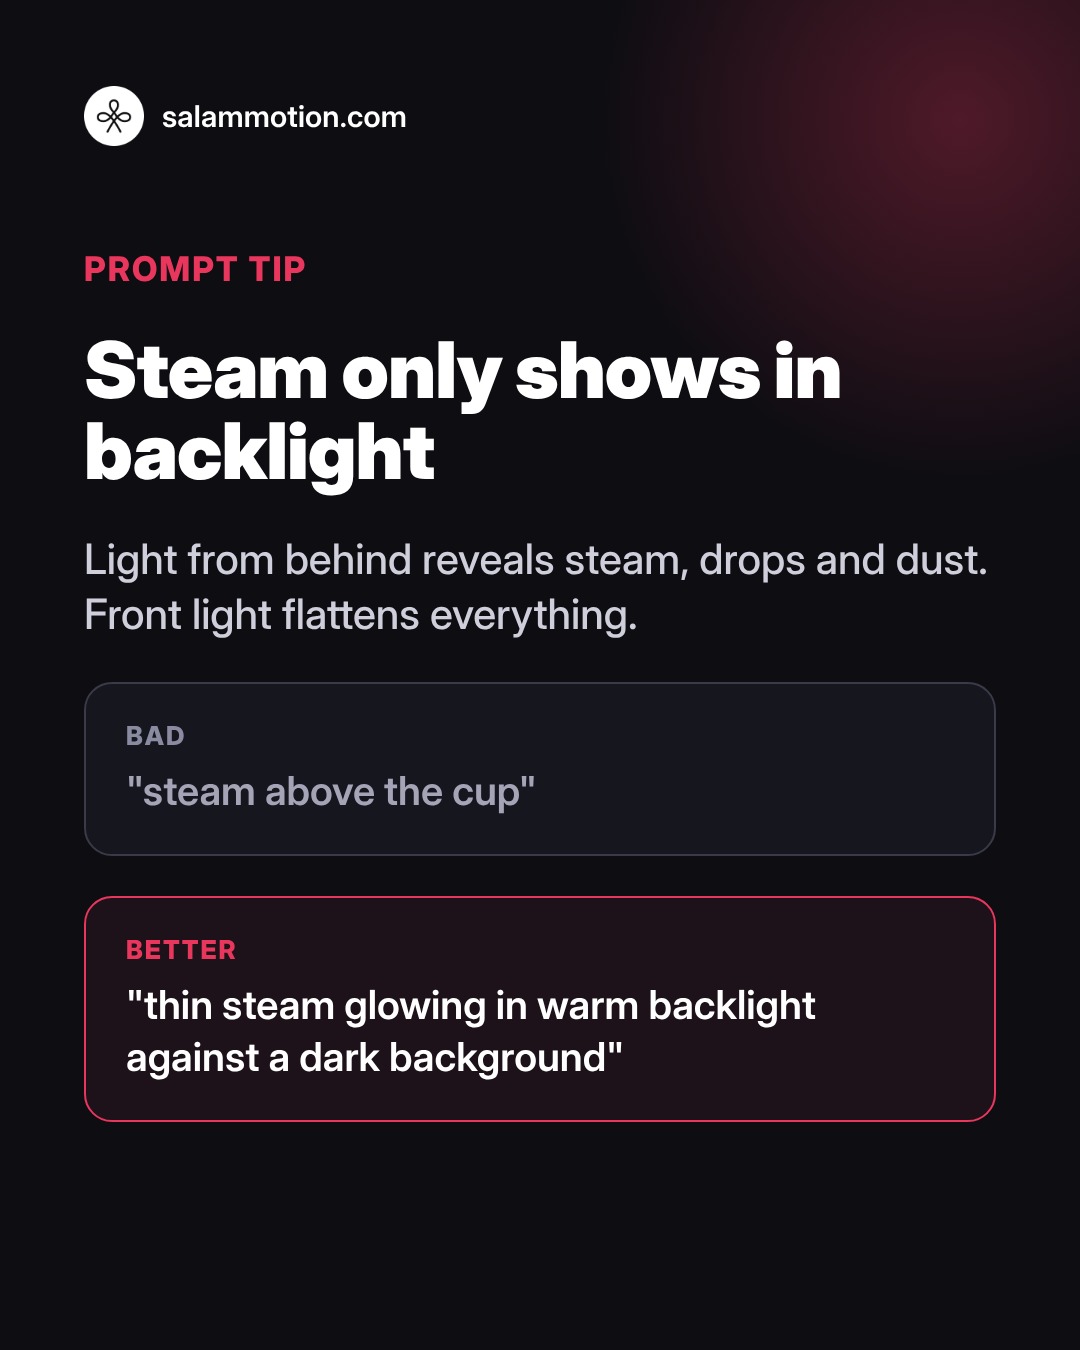 salammotion.com
PROMPT TIP
Steam only shows in
backlight
Light from behind reveals steam, drops and dust.
Front light flattens everything.
BAD
"steam above the cup"
BETTER
"thin steam glowing in warm backlight
against a dark background"